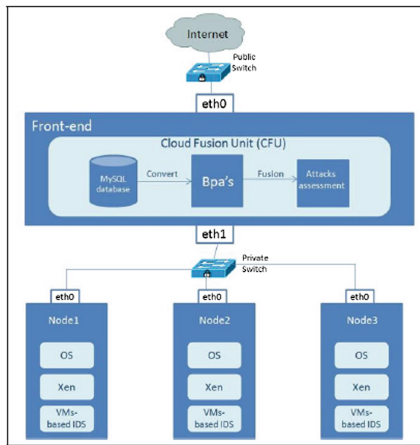 Internet
Public
Switch
eth0
Front-end
Cloud Fusion Unit (CFU)
MySQL
database
Convert
Bpa's
Fusion
Attacks
assessment
eth1
Private
Switch
eth0
eth0
eth0
Node1
Node2
Node3
OS
OS
OS
Xen
Xen
Xen
VMs-
based IDS
VMs-
based IDS
VMs-
based IDS